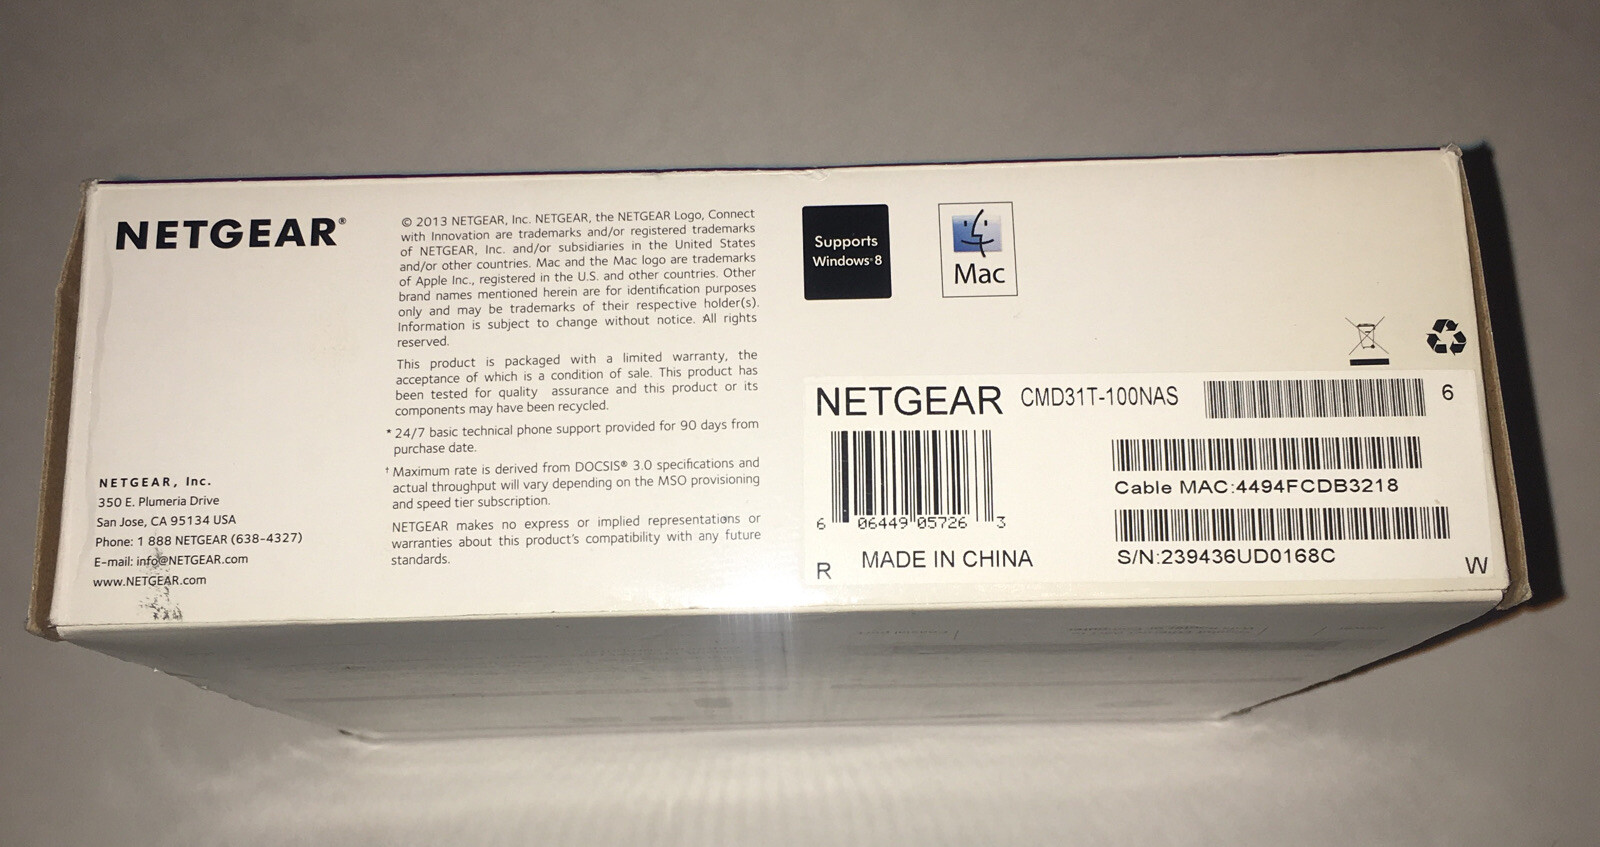 NETGEAR®
© 2013 NETGEAR, Inc. NETGEAR, the NETGEAR Logo, Connect
with Innovation are trademarks and/or registered trademarks
of NETGEAR, Inc. and/or subsidiaries in the United States
and/or other countries. Mac and the Mac logo are trademarks
of Apple Inc., registered in the U.S. and other countries. Other
brand names mentioned herein are for identification purposes
only and may be trademarks of their respective holder(s).
Information is subject to change without notice. All rights
reserved.
This product is packaged with a limited warranty, the
acceptance of which is a condition of sale. This product has
been tested for quality assurance and this product or its
components may have been recycled.
* 24/7 basic technical phone support provided for 90 days from
purchase date.
† Maximum rate is derived from DOCSIS® 3.0 specifications and
actual throughput will vary depending on the MSO provisioning
and speed tier subscription.
NETGEAR makes no express or implied representations or
warranties about this product's compatibility with any future
standards.
NETGEAR, Inc.
350 E. Plumeria Drive
San Jose, CA 95134 USA
Phone: 1 888 NETGEAR (638-4327)
E-mail: info@NETGEAR.com
www.NETGEAR.com
Supports
Windows® 8
Mac
NETGEAR CMD31T-100NAS 6
Cable MAC:4494FCDB3218
6 06449 05726 3
S/N:239436UD0168C
R MADE IN CHINA W